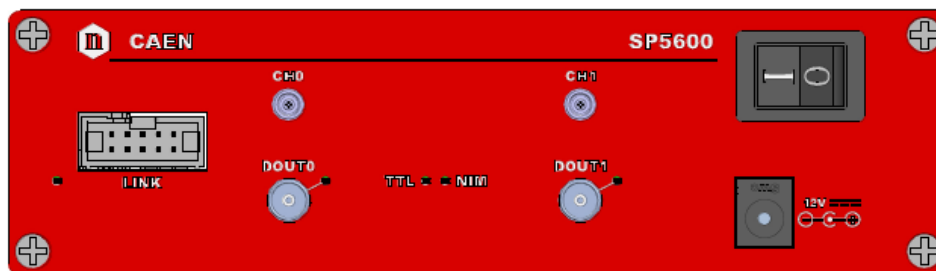 n CAEN
SP5600
CH0
CH1
LINK
DOUT0
TTL
NIM
DOUT1
I O
12V